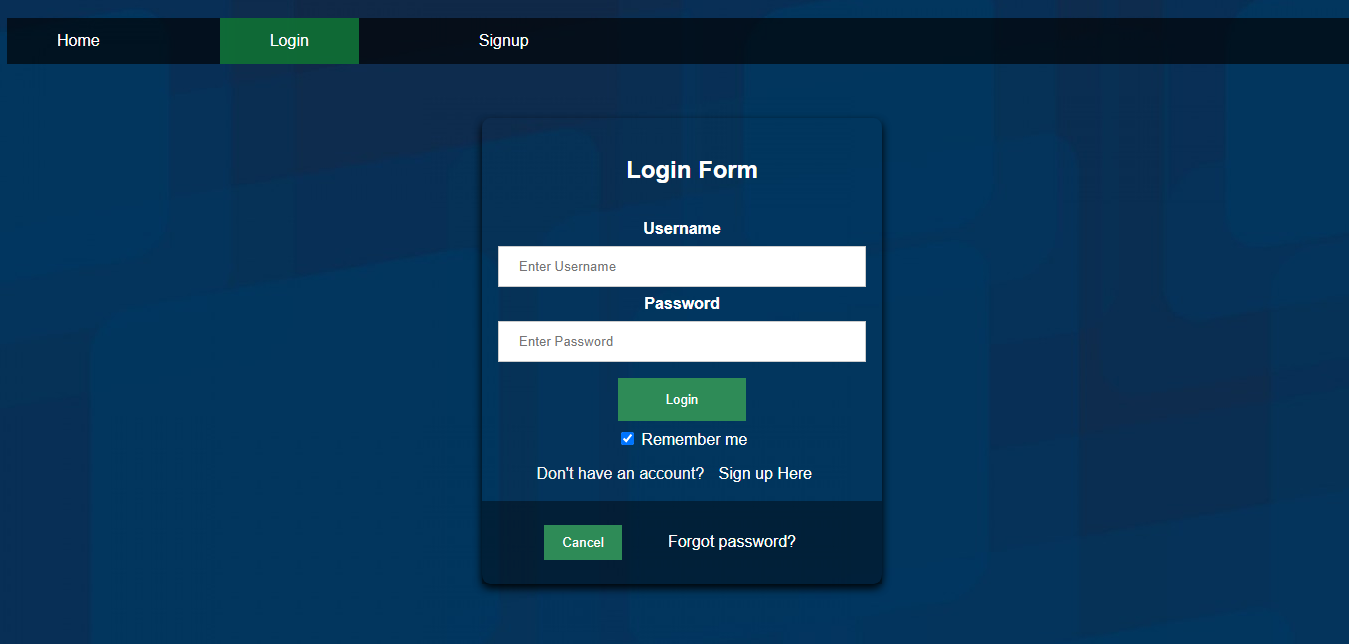 Home Login Signup
Login Form
Username
Enter Username
Password
Enter Password
Login
Remember me
Don't have an account? Sign up Here
Cancel Forgot password?